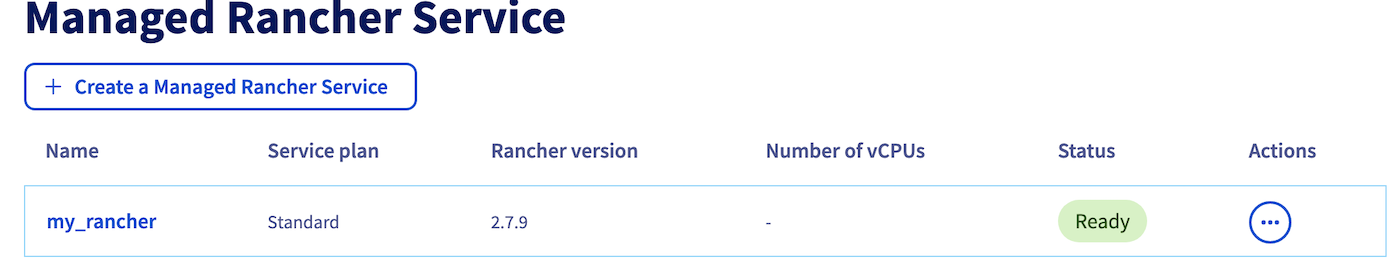 Managed Rancher Service
+ Create a Managed Rancher Service
Name Service plan Rancher version Number of vCPUs Status Actions
my_rancher Standard 2.7.9 - Ready ...